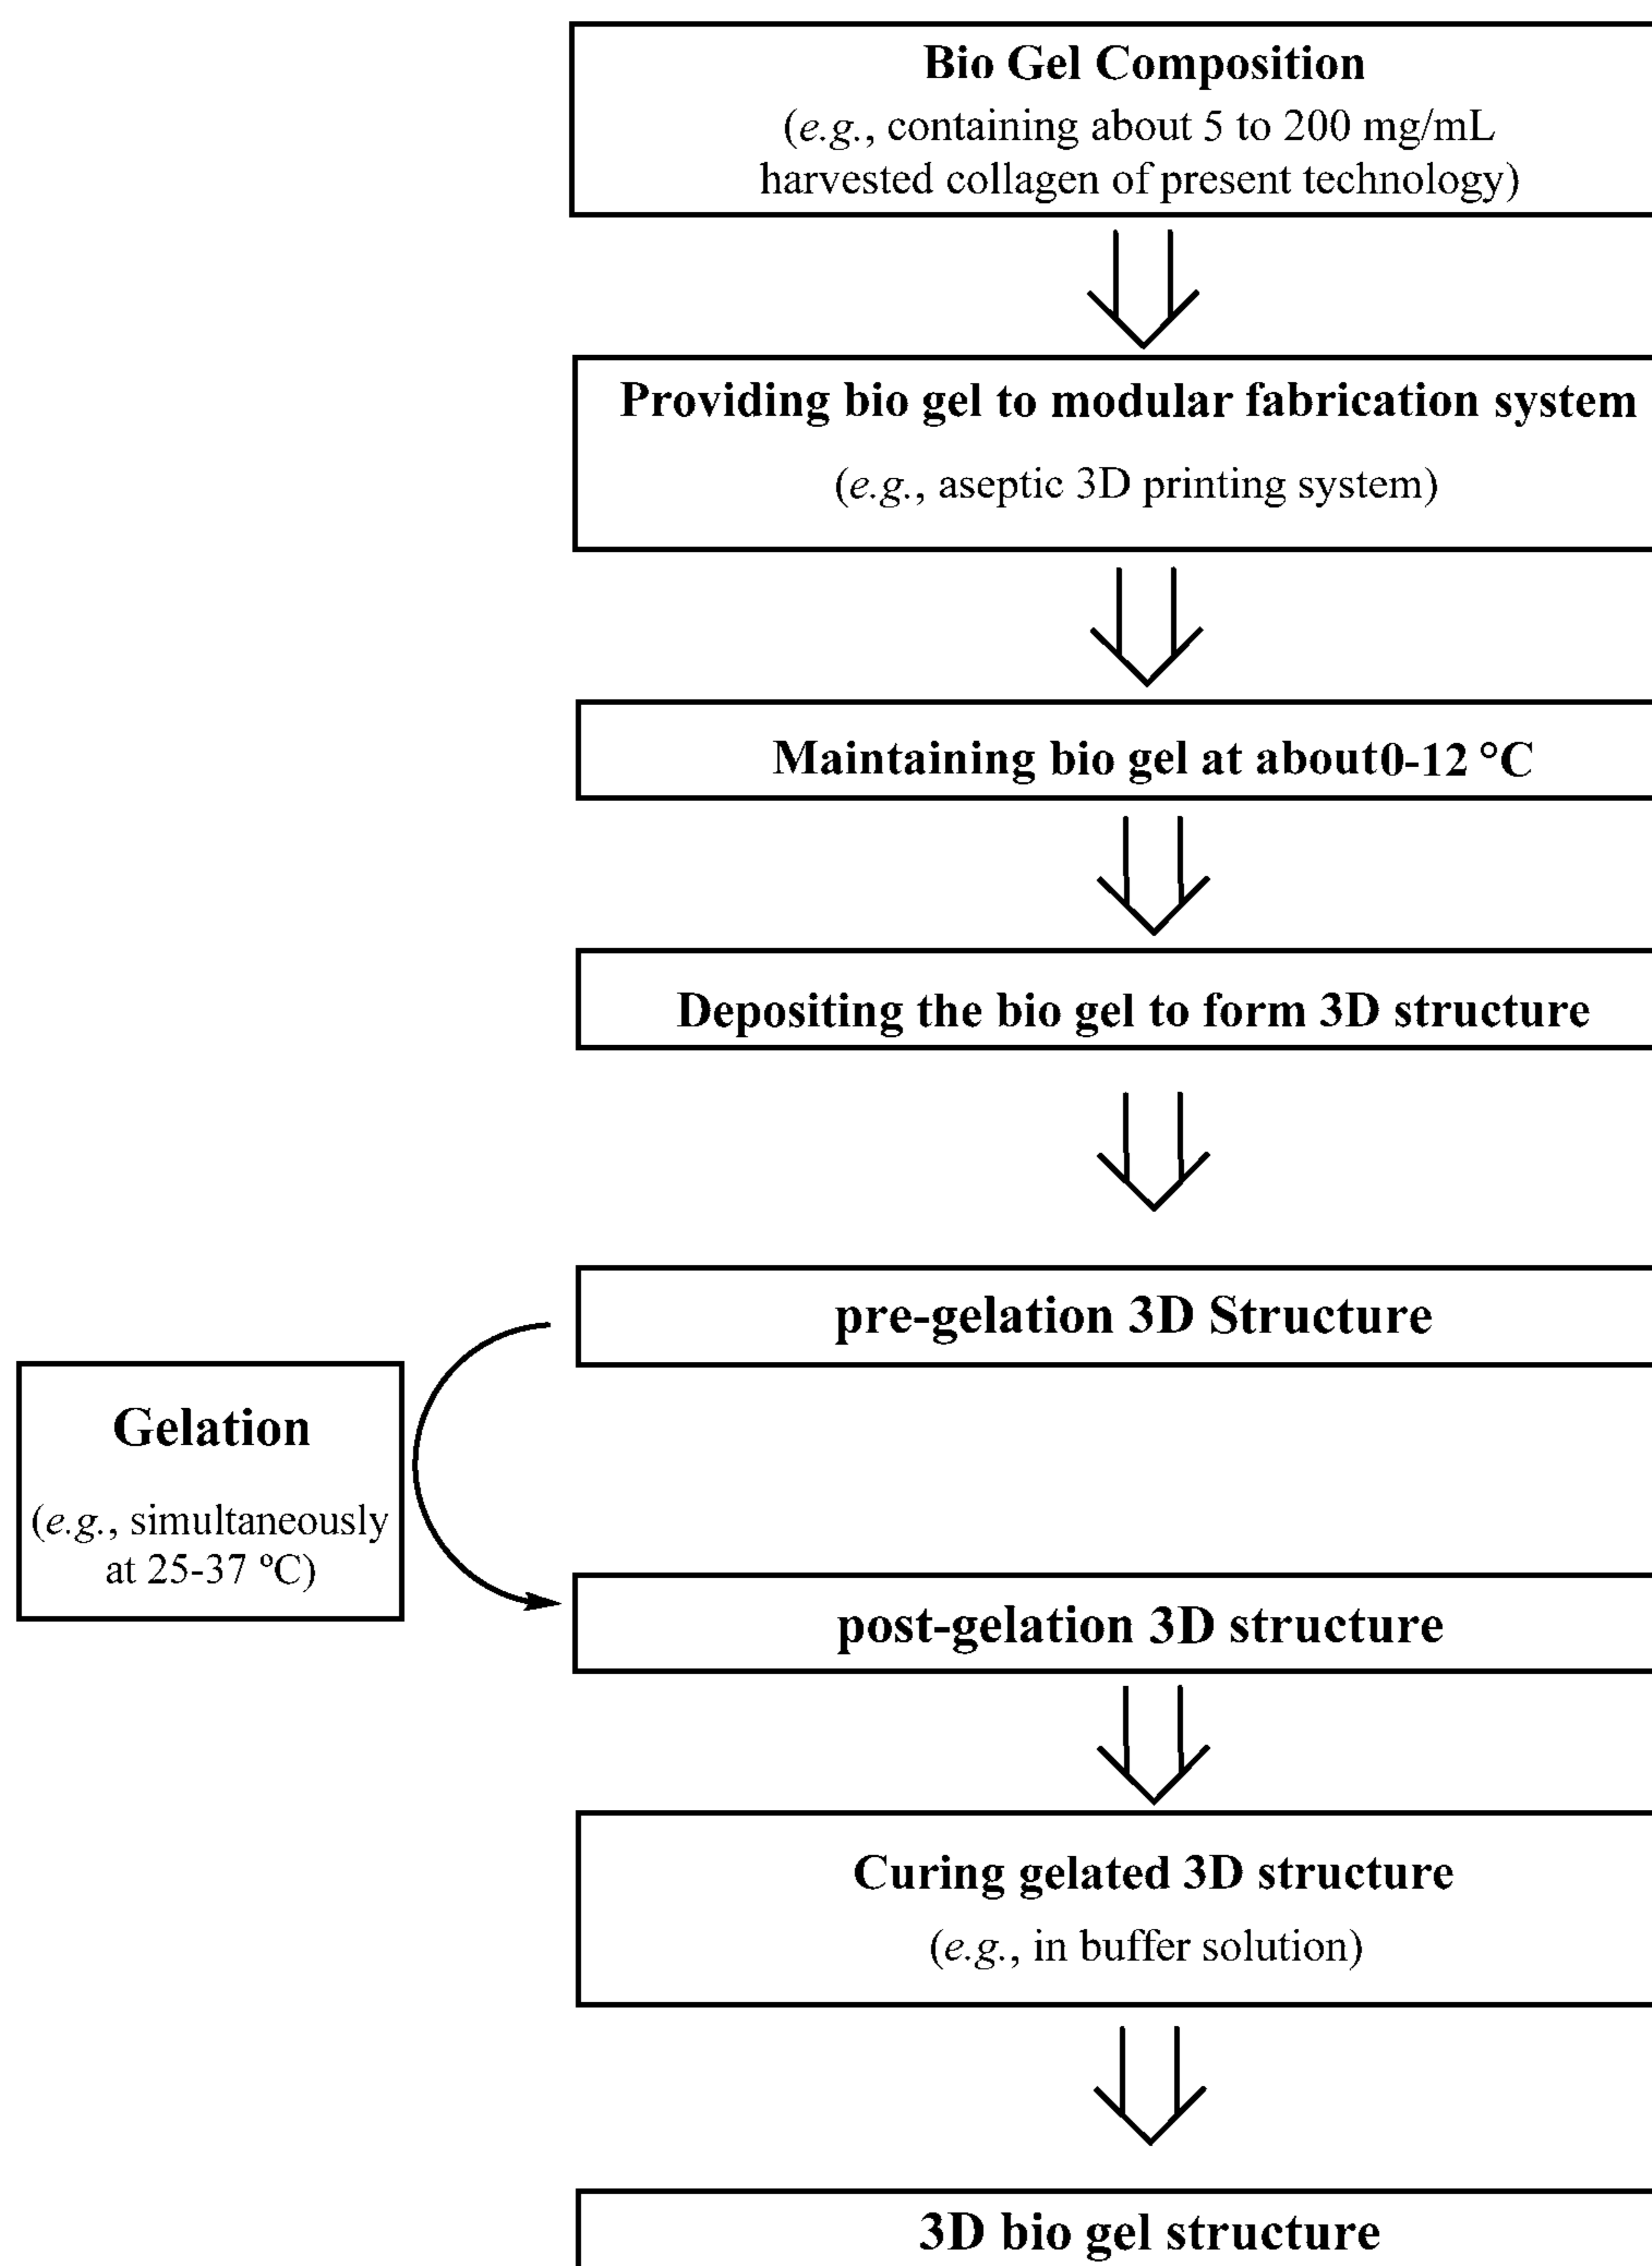 Bio Gel Composition
(e.g., containing about 5 to 200 mg/mL
harvested collagen of present technology)
Providing bio gel to modular fabrication system
(e.g., aseptic 3D printing system)
Maintaining bio gel at about0-12 °C
Depositing the bio gel to form 3D structure
pre-gelation 3D Structure
Gelation
(e.g., simultaneously
at 25-37 ºC)
post-gelation 3D structure
Curing gelated 3D structure
(e.g., in buffer solution)
3D bio gel structure